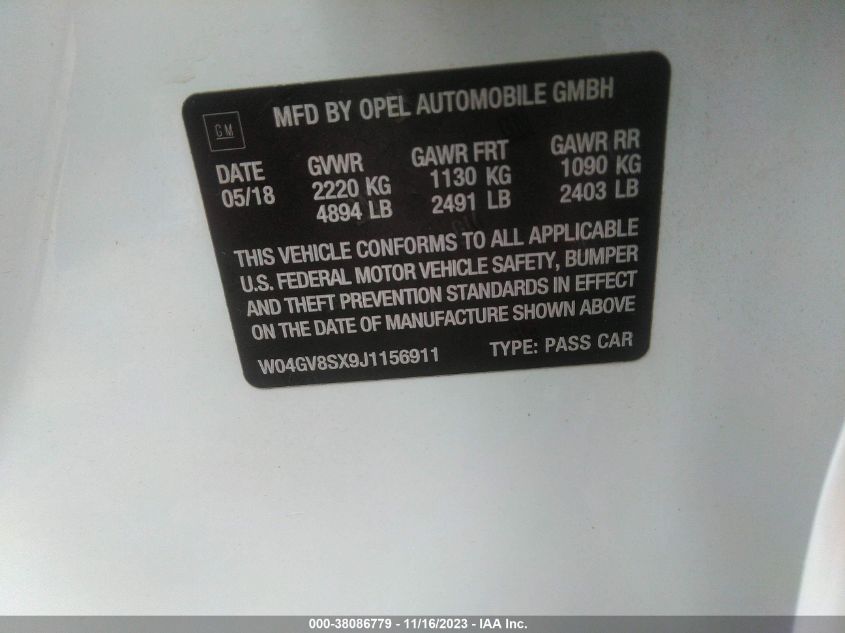 GM
MFD BY OPEL AUTOMOBILE GMBH
DATE GVWR GAWR FRT GAWR RR
05/18 2220 KG 1130 KG 1090 KG
4894 LB 2491 LB 2403 LB
THIS VEHICLE CONFORMS TO ALL APPLICABLE
U.S. FEDERAL MOTOR VEHICLE SAFETY, BUMPER
AND THEFT PREVENTION STANDARDS IN EFFECT
ON THE DATE OF MANUFACTURE SHOWN ABOVE
W04GV8SX9J1156911 TYPE: PASS CAR
000-38086779 - 11/16/2023 - IAA Inc.